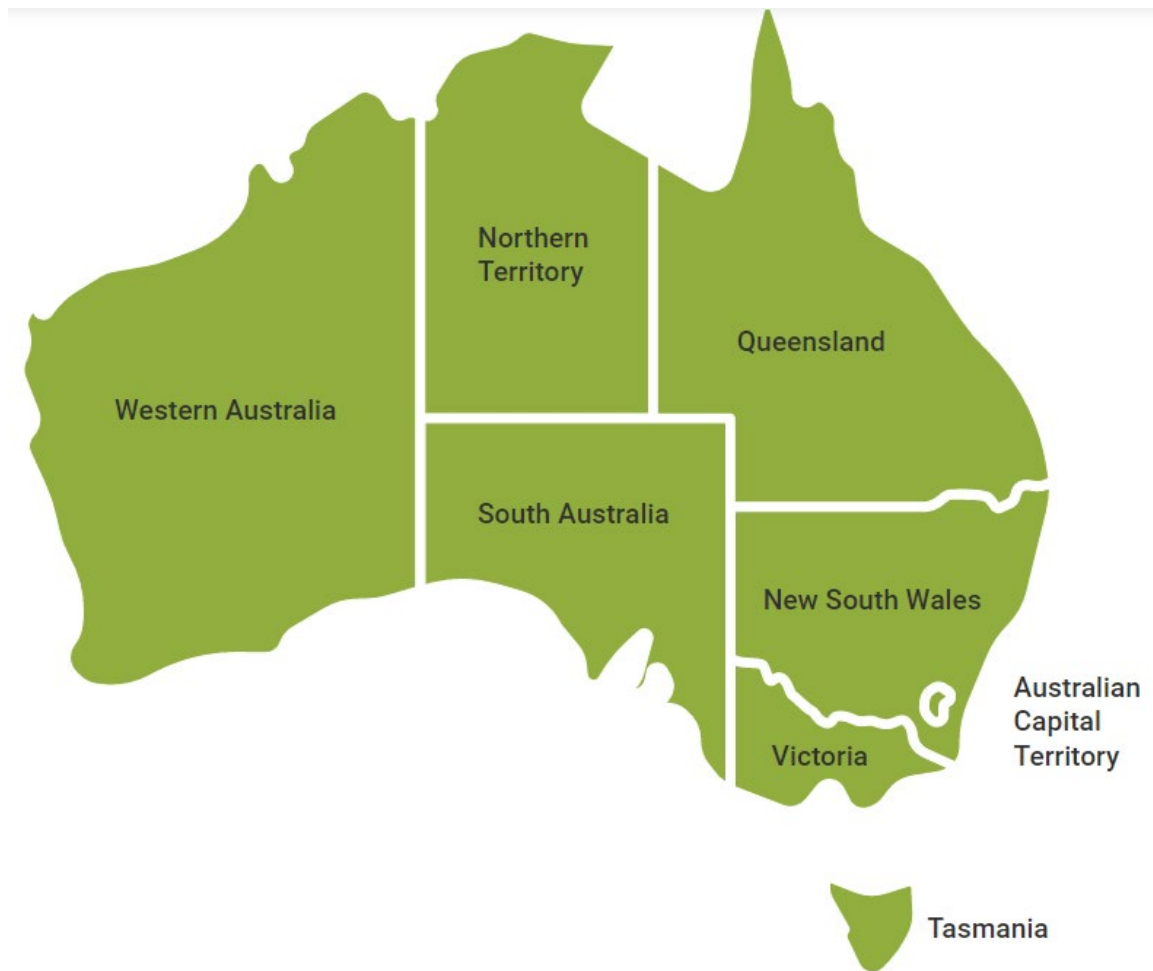 Northern
Territory
Queensland
Western Australia
South Australia
New South Wales
Australian
Capital
Territory
Victoria
Tasmania